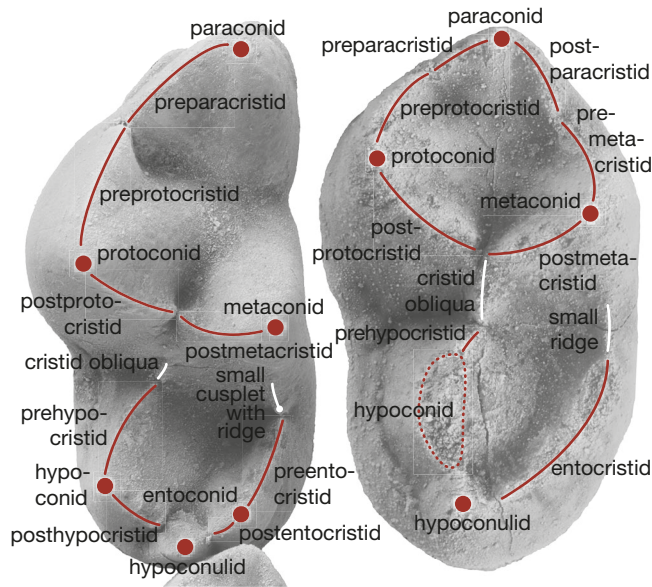 paraconid
preparacristid
preprotocristid
protoconid
postproto-
cristid
metaconid
postmetacristid
cristid obliqua
small
cusplet
with
ridge
prehypo-
cristid
hypo-
conid
entoconid
preento-
cristid
posthypocristid
postentocristid
hypoconulid
paraconid
preparacristid
post-
paracristid
preprotocristid
pre-
meta-
cristid
protoconid
metaconid
post-
protocristid
postmeta-
cristid
cristid
obliqua
small
ridge
prehypocristid
hypoconid
entocristid
hypoconulid